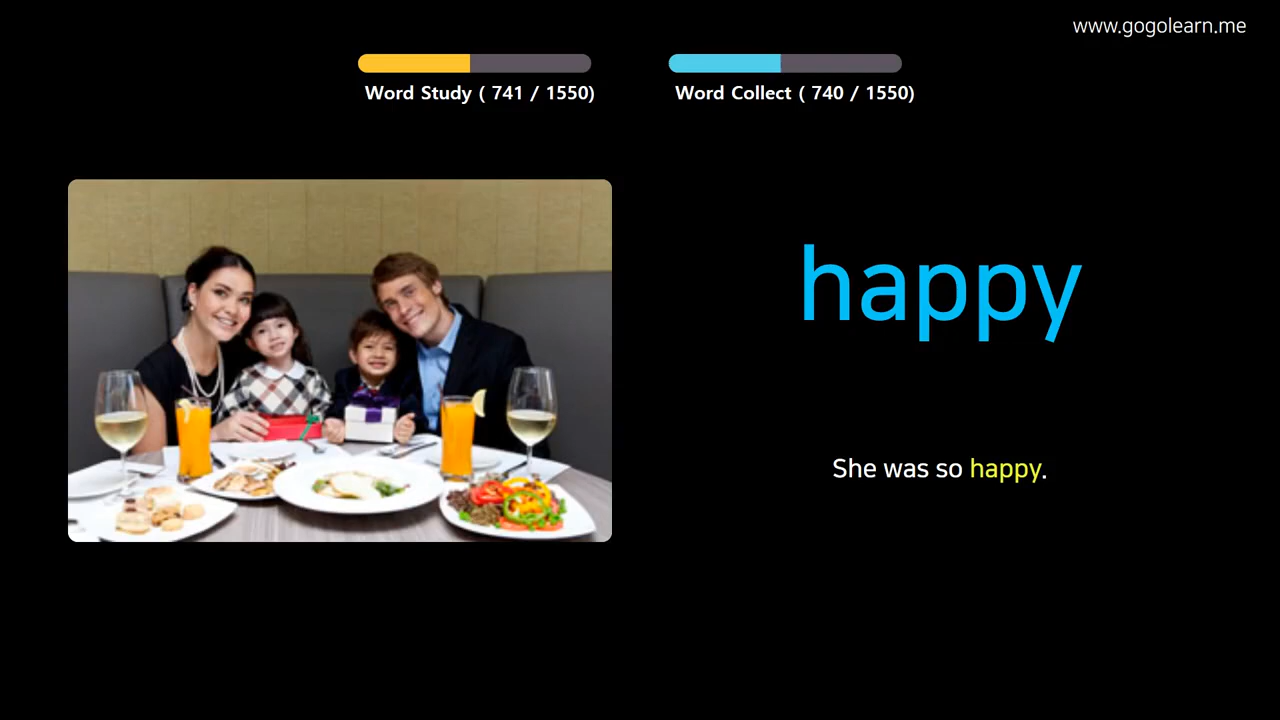 www.gogolearn.me
Word Study ( 741 / 1550)
Word Collect ( 740 / 1550)
happy
She was so happy.